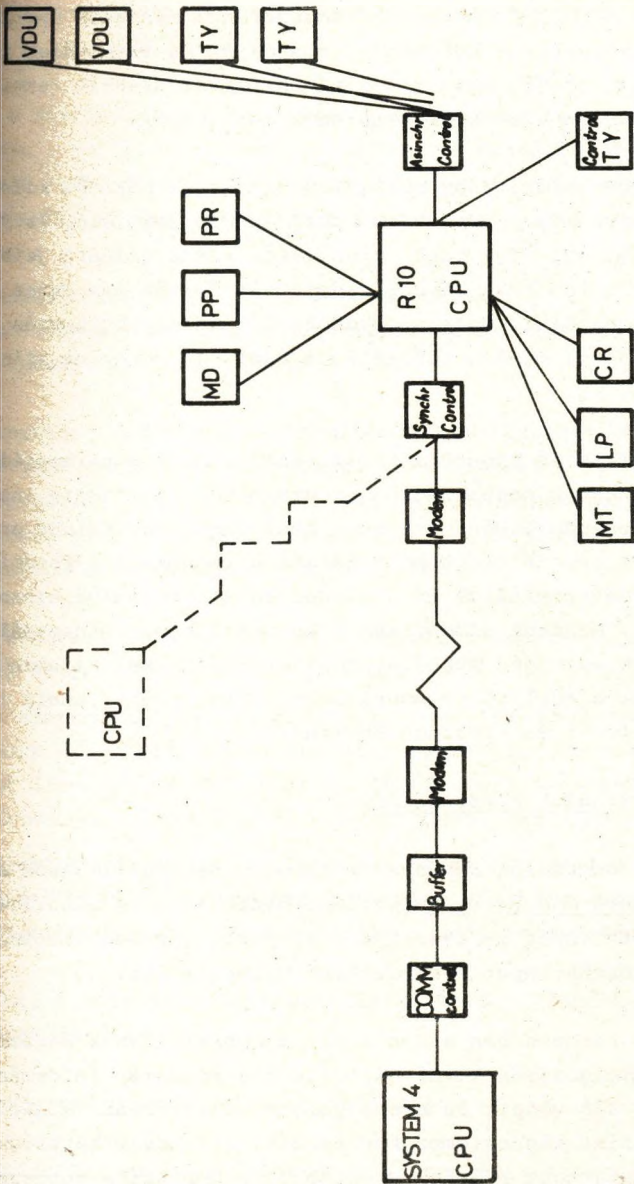 VDU
VDU
TY
TY
Asinchr
Control
Control
TY
PR
PP
MD
R 10
CPU
CR
LP
MT
Synchr
Control
Modem
CPU
Modem
Buffer
COMM
control
SYSTEM 4
CPU